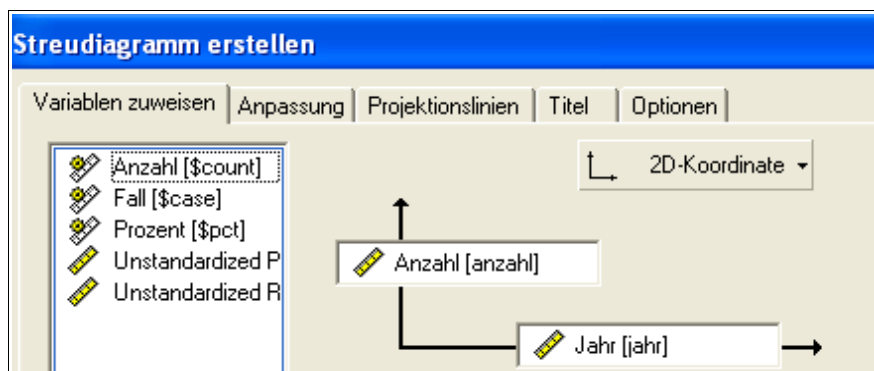 Streudiagramm erstellen
Variablen zuweisen Anpassung Projektionslinien Titel Optionen
Anzahl [$count]
Fall [$case]
Prozent [$pct]
Unstandardized P
Unstandardized R
2D-Koordinate
Anzahl [anzahl]
Jahr [jahr]